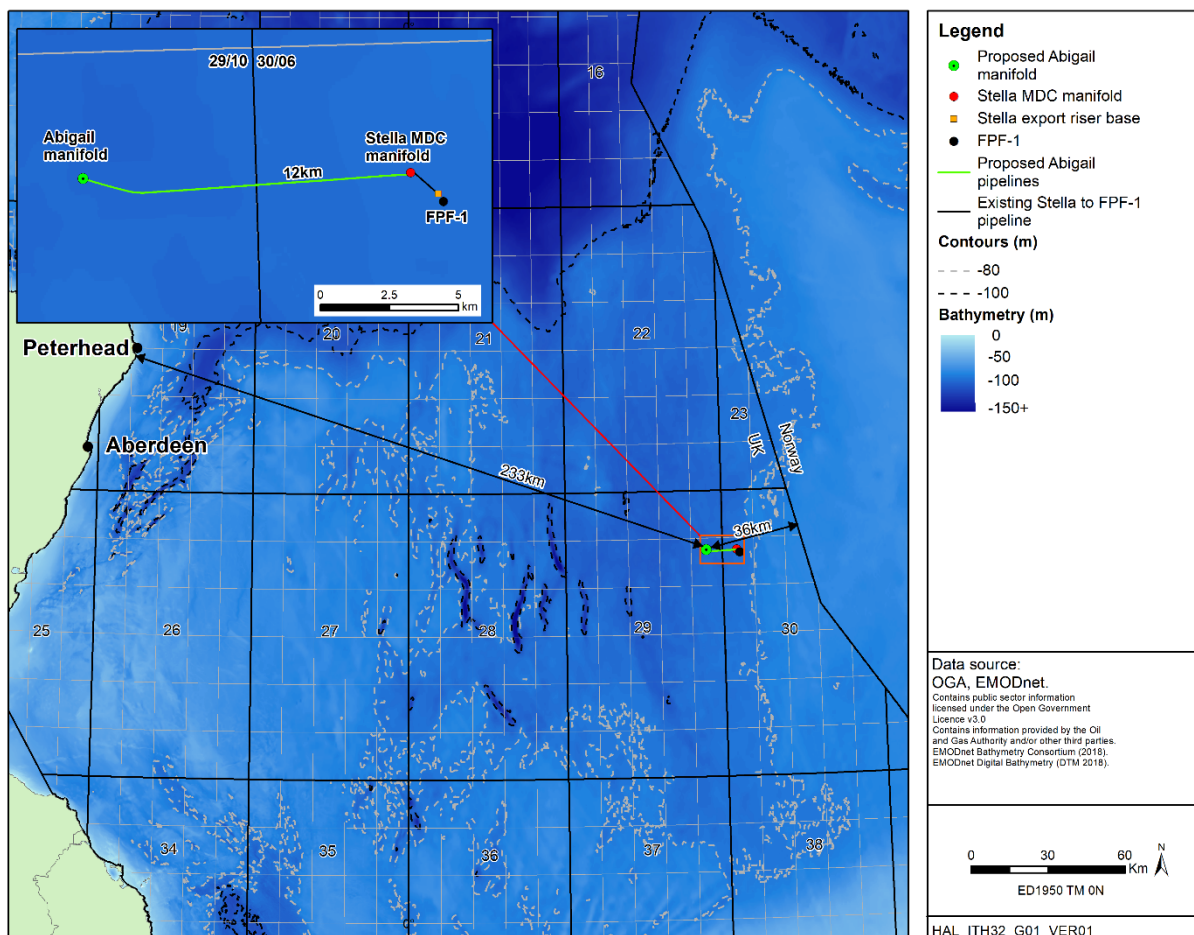 29/10 30/06
Abigail
manifold
Stella MDC
manifold
12km
FPF-1
0 2.5 5
km
16
19
20
21
22
23
Peterhead
Aberdeen
UK
Norway
233km
36km
25
26
27
28
29
30
34
35
36
37
38
0°
Legend
Proposed Abigail
manifold
Stella MDC manifold
Stella export riser base
FPF-1
Proposed Abigail
pipelines
Existing Stella to FPF-1
pipeline
Contours (m)
-80
-100
Bathymetry (m)
0
-50
-100
-150+
Data source:
OGA, EMODnet.
Contains public sector information
licensed under the Open Government
Licence v3.0
Contains information provided by the Oil
and Gas Authority and/or other third parties.
EMODnet Bathymetry Consortium (2018).
EMODnet Digital Bathymetry (DTM 2018).
0 30 60
Km
N
ED1950 TM 0N
HAL_ITH32_G01_VER01